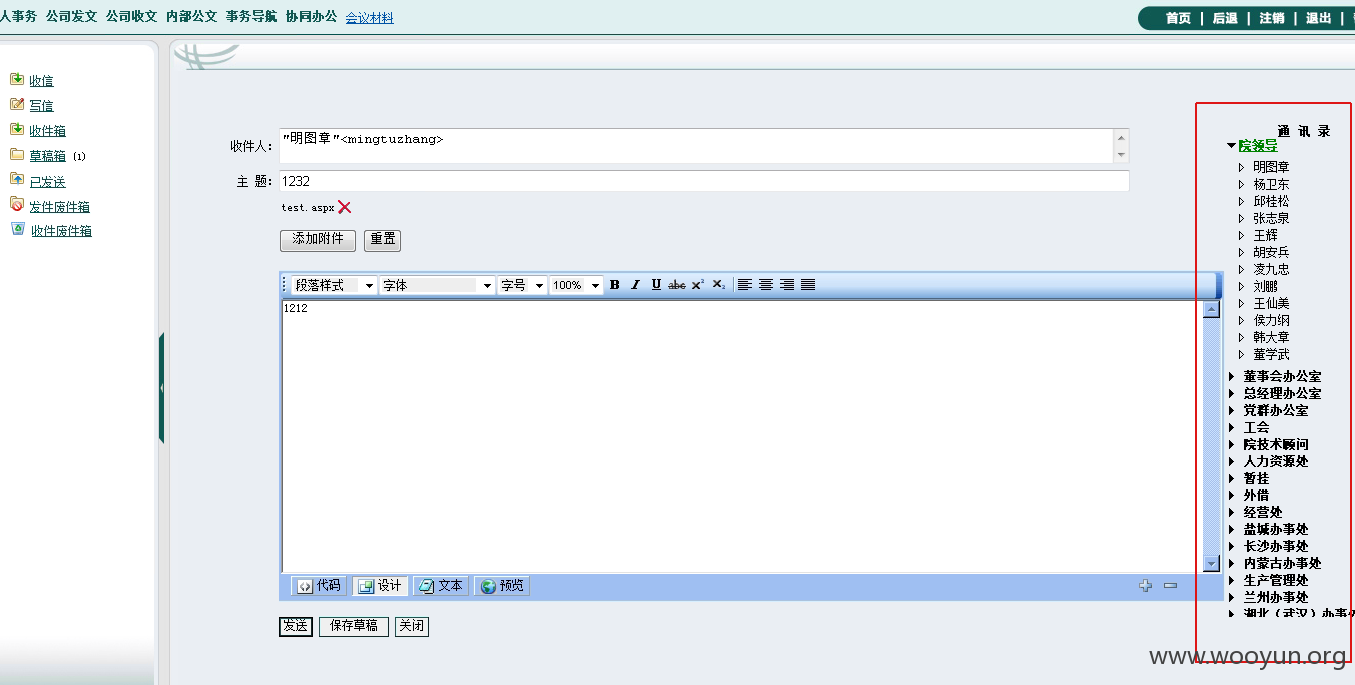 人事务 公司发文 公司收文 内部公文 事务导航 协同办公 会议材料
首页 | 后退 | 注销 | 退出 |
收信
写信
收件箱
草稿箱 (1)
已发送
发件废件箱
收件废件箱
收件人: "明图章"<mingtuzhang>
主 题: 1232
test.aspx
添加附件 重置
段落样式 字体 字号 100% B I U abc x² x₂
1212
代码 设计 文本 预览
发送 保存草稿 关闭
通 讯 录
院领导
明图章
杨卫东
邱桂松
张志泉
王辉
胡安兵
凌九忠
刘鹏
王仙美
侯力纲
韩大章
董学武
董事会办公室
总经理办公室
党群办公室
工会
院技术顾问
人力资源处
暂挂
外借
经营处
盐城办事处
长沙办事处
内蒙古办事处
生产管理处
兰州办事处
湖北（武汉）办事
www.wooyun.org